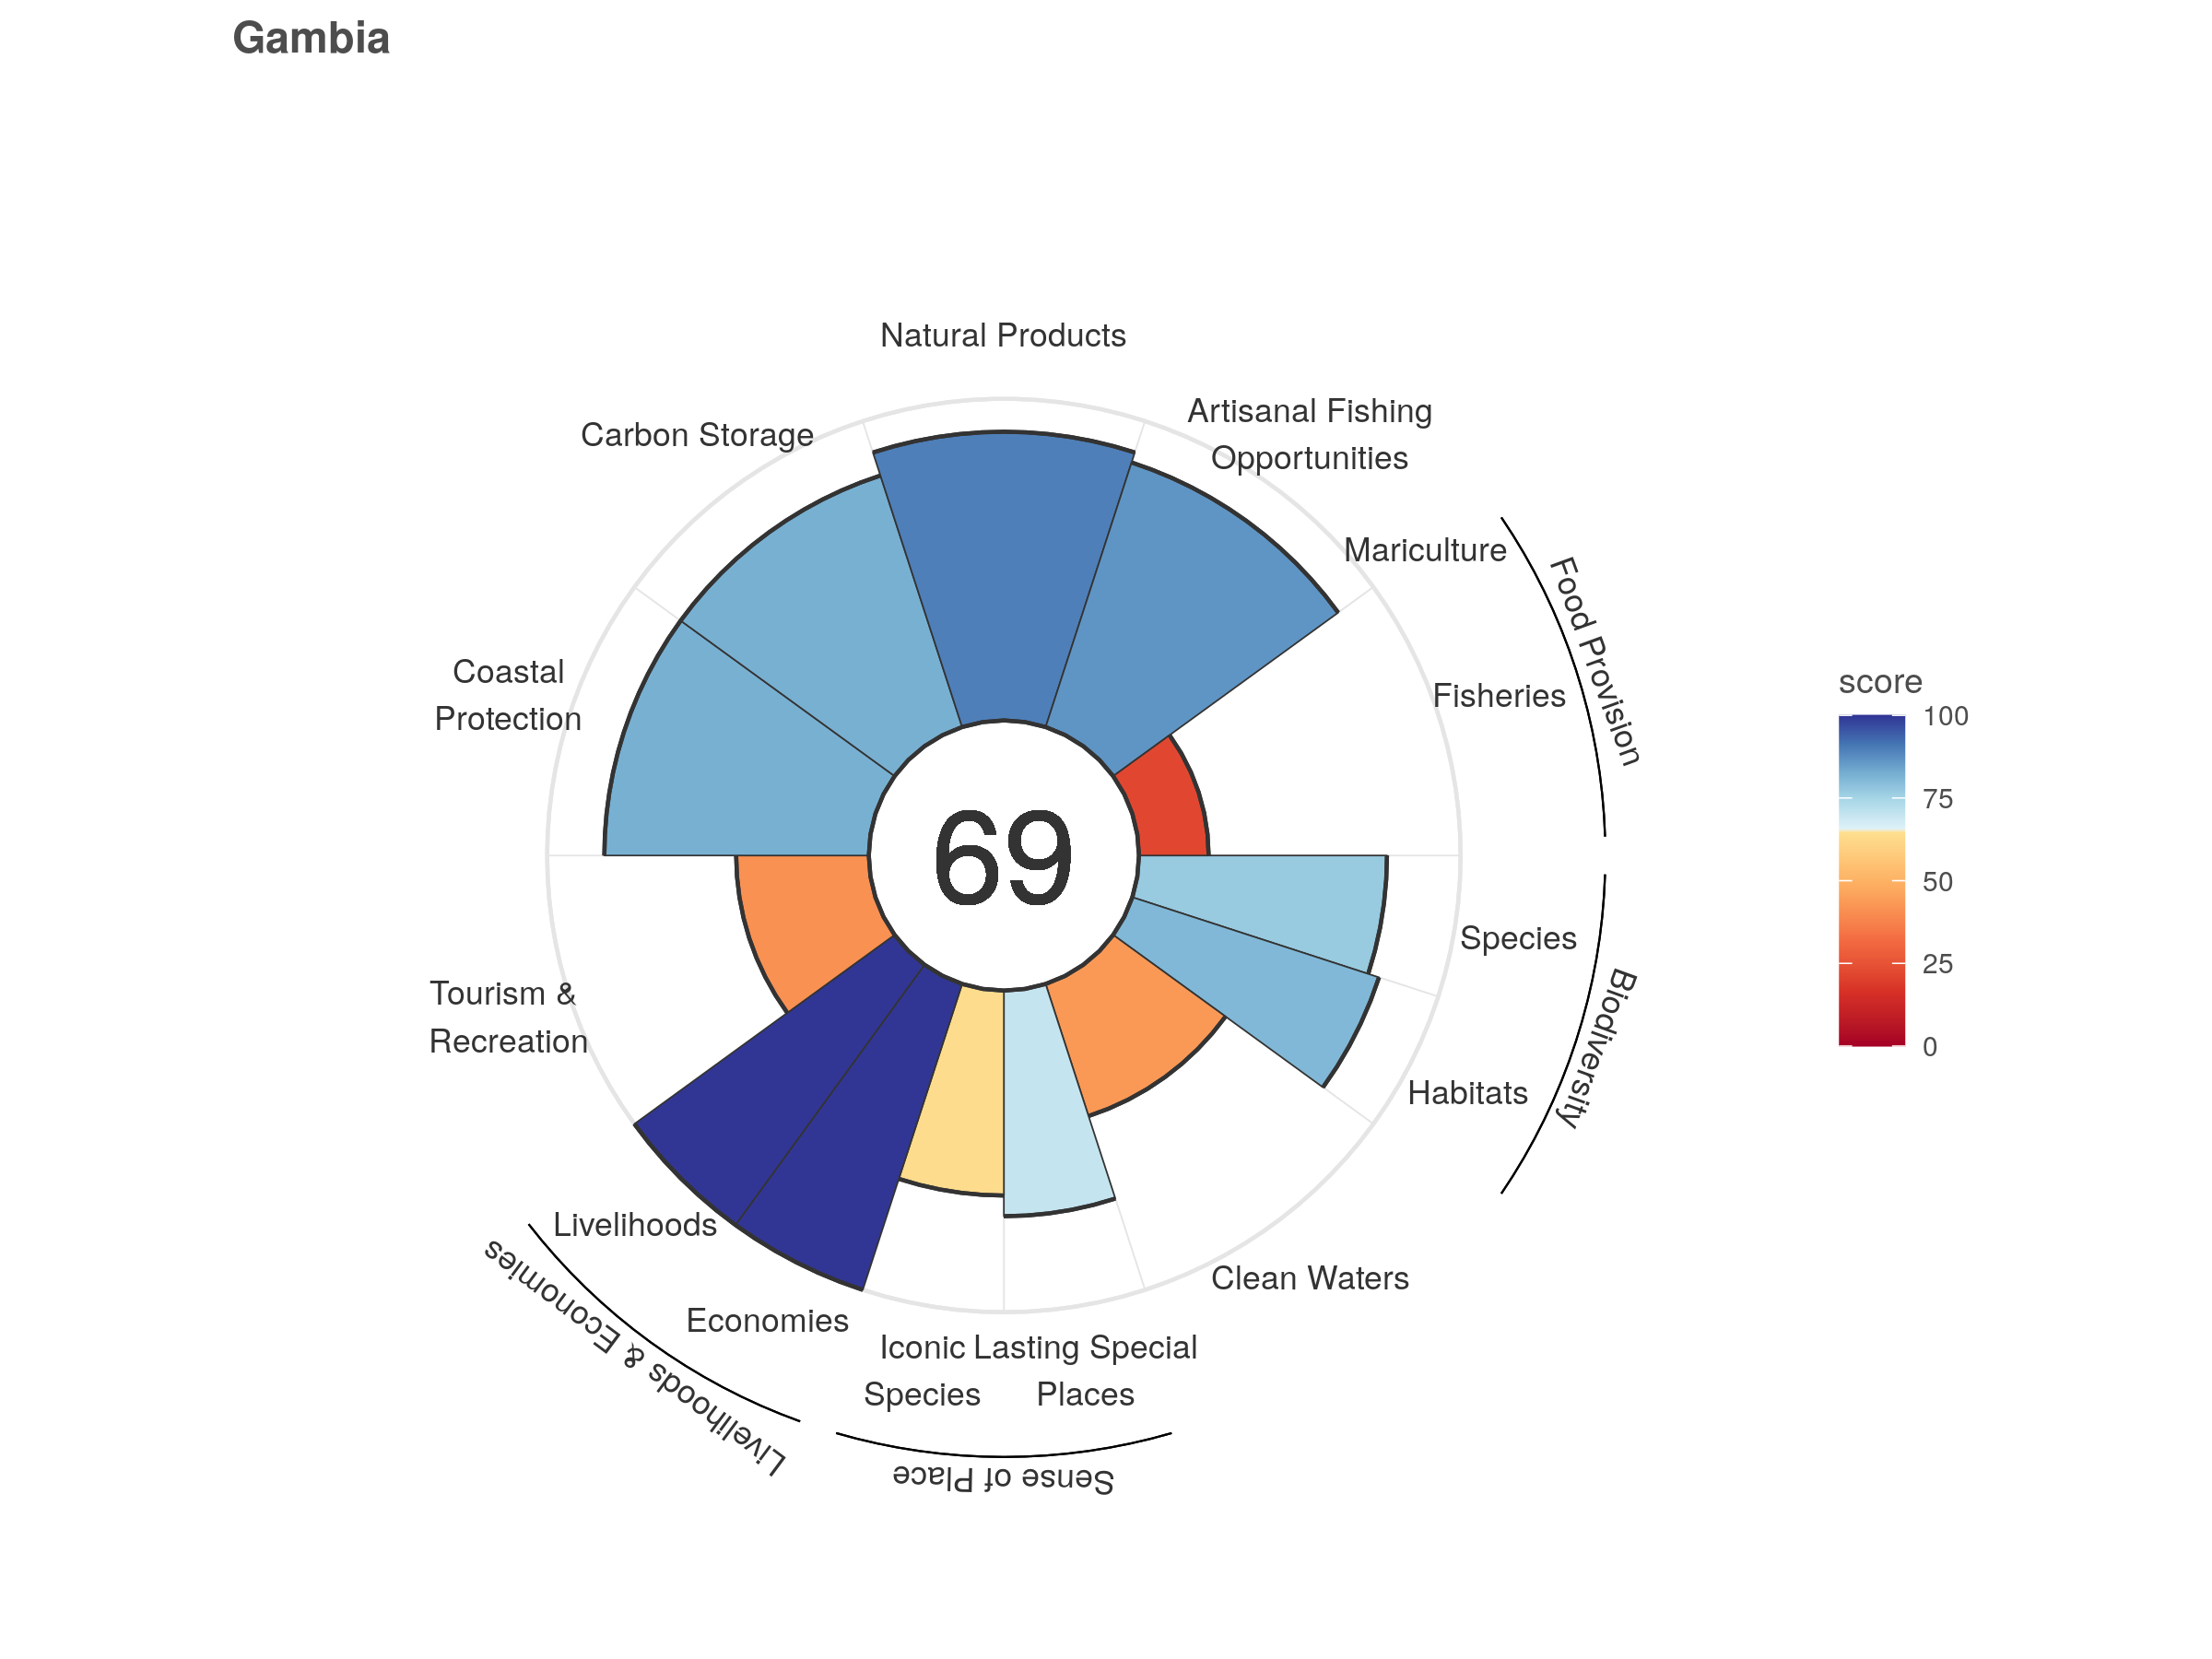 Gambia
Natural Products
Artisanal Fishing
Opportunities
Carbon Storage
Mariculture
Food Provision
Coastal
Protection
Fisheries
score
100
75
50
25
0
69
Species
Biodiversity
Tourism &
Recreation
Habitats
Livelihoods
Clean Waters
Economies
Livelihoods & Economies
Iconic
Species
Lasting Special
Places
Sense of Place